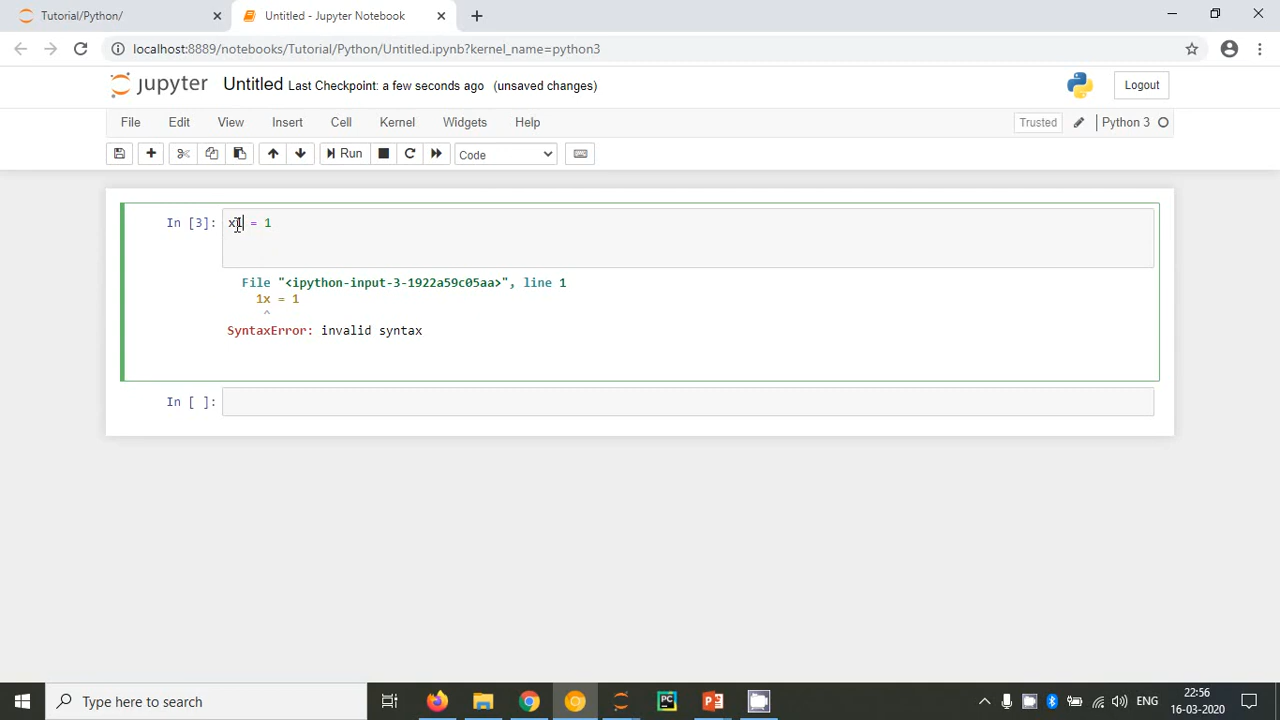 Tutorial/Python/
Untitled - Jupyter Notebook
localhost:8889/notebooks/Tutorial/Python/Untitled.ipynb?kernel_name=python3
jupyter Untitled Last Checkpoint: a few seconds ago (unsaved changes)
Logout
File Edit View Insert Cell Kernel Widgets Help
Trusted
Python 3
Run
Code
In [3]: x1 = 1
File "<ipython-input-3-1922a59c05aa>", line 1
1x = 1
^
SyntaxError: invalid syntax
In [ ]:
Type here to search
PC
P
ENG
22:56
16-03-2020